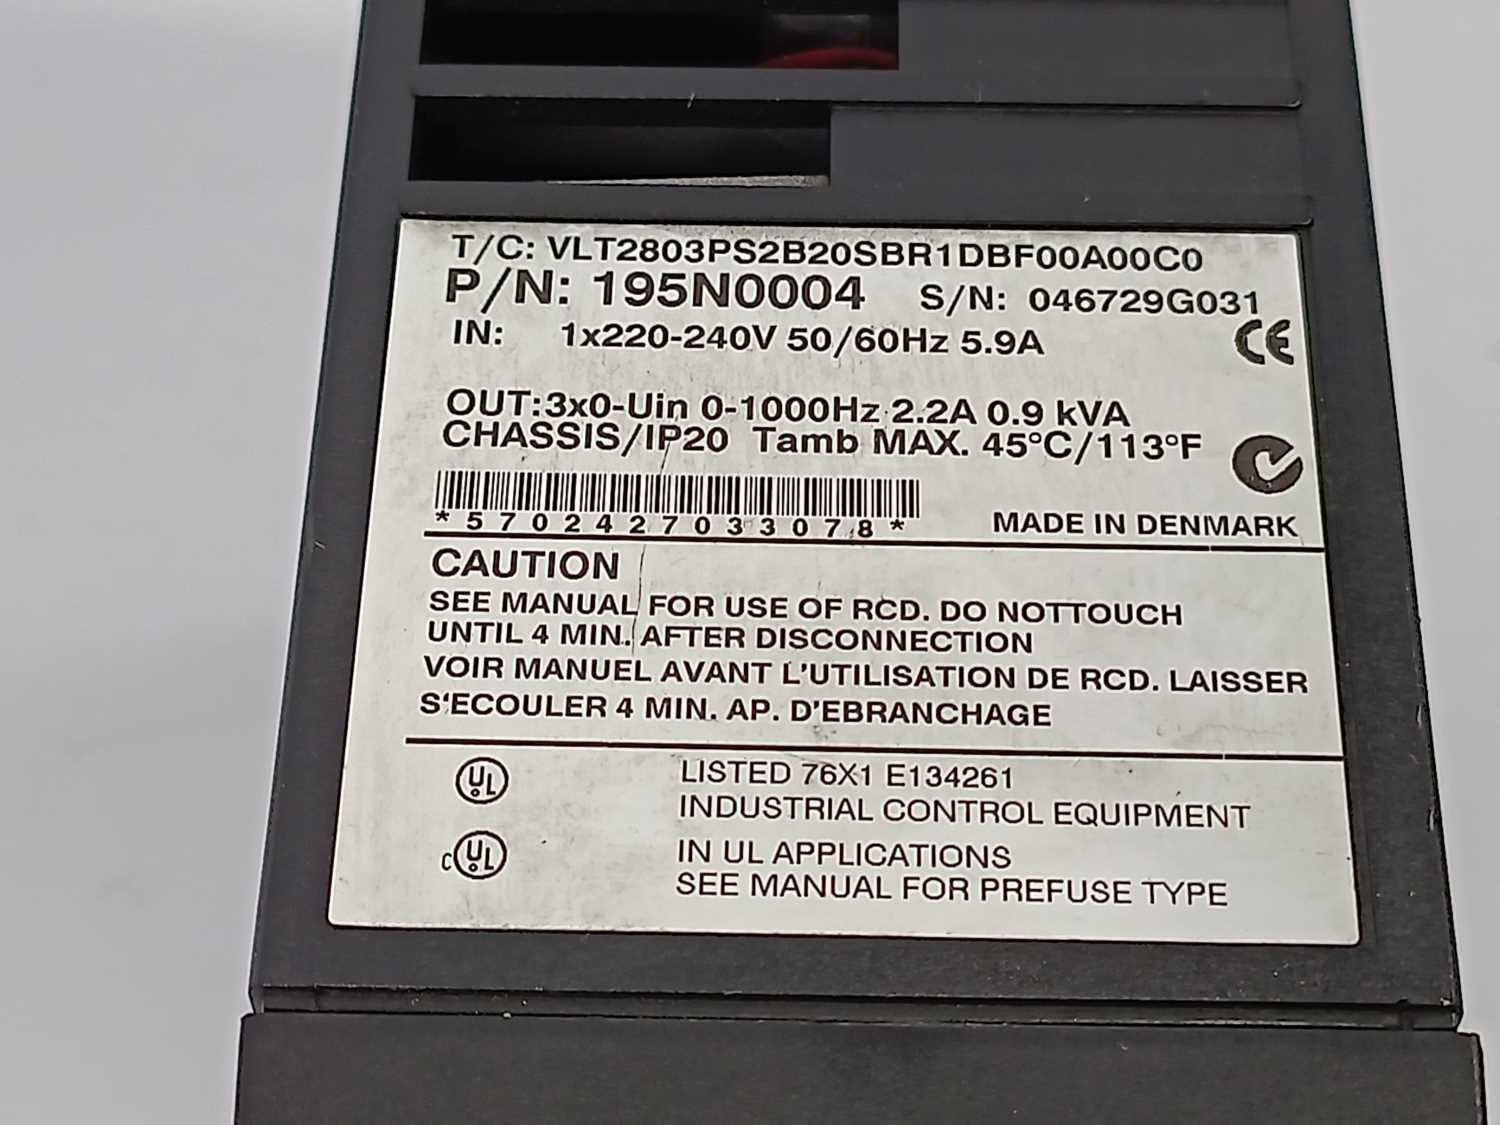 T/C: VLT2803PS2B20SBR1DBF00A00C0
P/N: 195N0004 S/N: 046729G031
IN: 1x220-240V 50/60Hz 5.9A
CE
OUT:3x0-Uin 0-1000Hz 2.2A 0.9 kVA
CHASSIS/IP20 Tamb MAX. 45°C/113°F
*5702427033078*
MADE IN DENMARK
CAUTION
SEE MANUAL FOR USE OF RCD. DO NOTTOUCH
UNTIL 4 MIN. AFTER DISCONNECTION
VOIR MANUEL AVANT L'UTILISATION DE RCD. LAISSER
S'ECOULER 4 MIN. AP. D'EBRANCHAGE
UL LISTED 76X1 E134261
INDUSTRIAL CONTROL EQUIPMENT
c UL IN UL APPLICATIONS
SEE MANUAL FOR PREFUSE TYPE